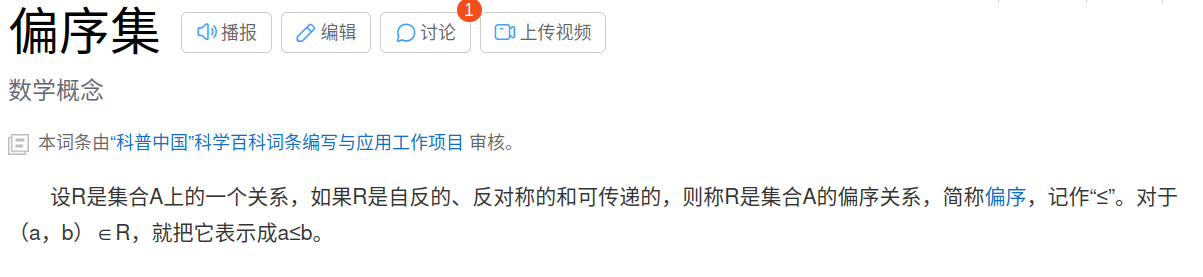 偏序集 播报 编辑 讨论 1 上传视频
数学概念
本词条由“科普中国”科学百科词条编写与应用工作项目 审核。
设R是集合A上的一个关系，如果R是自反的、反对称的和可传递的，则称R是集合A的偏序关系，简称偏序，记作“≤”。对于
（a，b）∈R，就把它表示成a≤b。